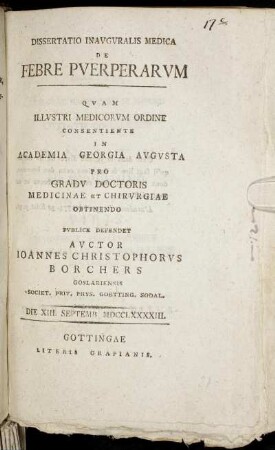 DISSERTATIO INAVGVRALIS MEDICA
DE
FEBRE PVERPERARVM
QVAM
ILLVSTRI MEDICORVM ORDINE
CONSENTIENTE
IN
ACADEMIA GEORGIA AVGVSTA
PRO
GRADV DOCTORIS
MEDICINAE ET CHIRVRGIAE
OBTINENDO
PVBLICE DEFENDET
AVCTOR
IOANNES CHRISTOPHORVS
BORCHERS
GOSLARIENSIS
SOCIET. PRIV. PHYS. GOETTING. SODAL.
DIE XIII. SEPTEMB. MDCCLXXXXIII.
GOTTINGAE
LITERIS GRAPIANIS.